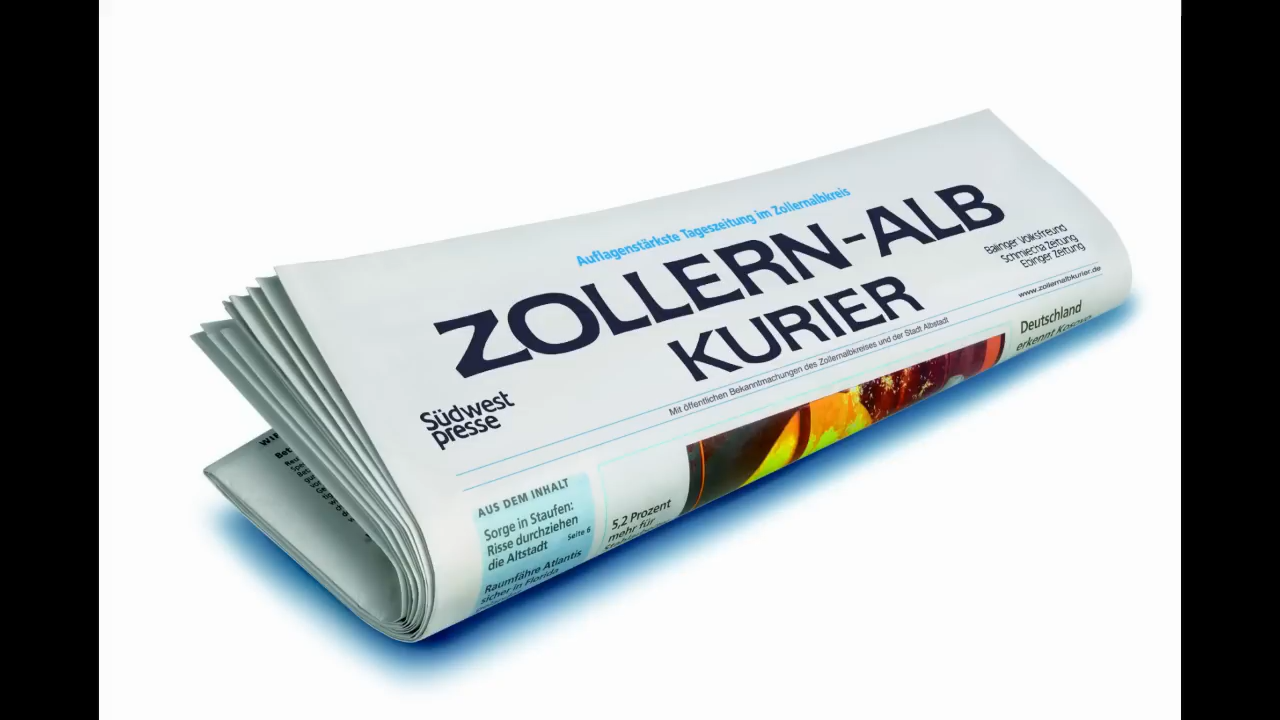 Auflagenstärkste Tageszeitung im Zollernalbkreis
ZOLLERN-ALB
KURIER
Balinger Volksfreund
Schmiecha Zeitung
Ebinger Zeitung
www.zollernalbkurier.de
Mit öffentlichen Bekanntmachungen des Zollernalbkreises und der Stadt Albstadt
Südwest
presse
AUS DEM INHALT
Sorge in Staufen:
Risse durchziehen
die Altstadt Seite 6
Raumfähre Atlantis
sicher in Florida
5,2 Prozent
mehr für
Deutschland
erkennt Kosovo